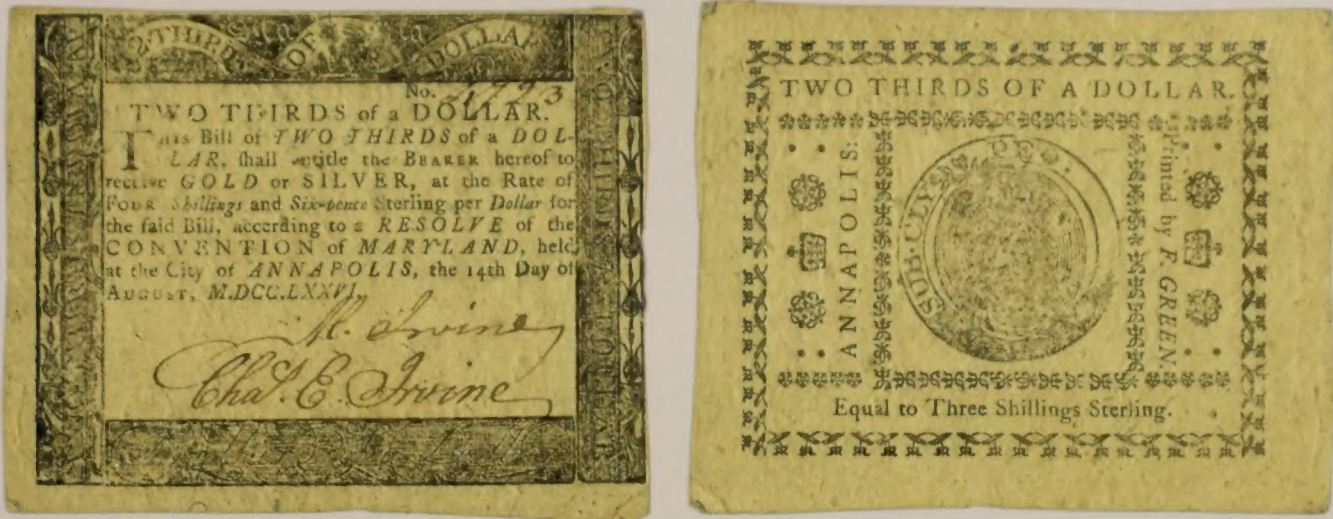 THIRDS OF DOLLAR
No.
TWO THIRDS of a DOLLAR.
This Bill of TWO THIRDS of a DOL-
LAR, ſhall entitle the BEARER hereof to
receive GOLD or SILVER, at the Rate of
FOUR Shillings and Six-pence Sterling per Dollar for
the ſaid Bill, according to a RESOLVE of the
CONVENTION of MARYLAND, held
at the City of ANNAPOLIS, the 14th Day of
AUGUST, M.DCC.LXXVI.
M. Irvine
Chas. E. Irvine
TWO THIRDS OF A DOLLAR.
ANNAPOLIS:
SUB·CLYPEO.
Printed by F. GREEN.
Equal to Three Shillings Sterling.